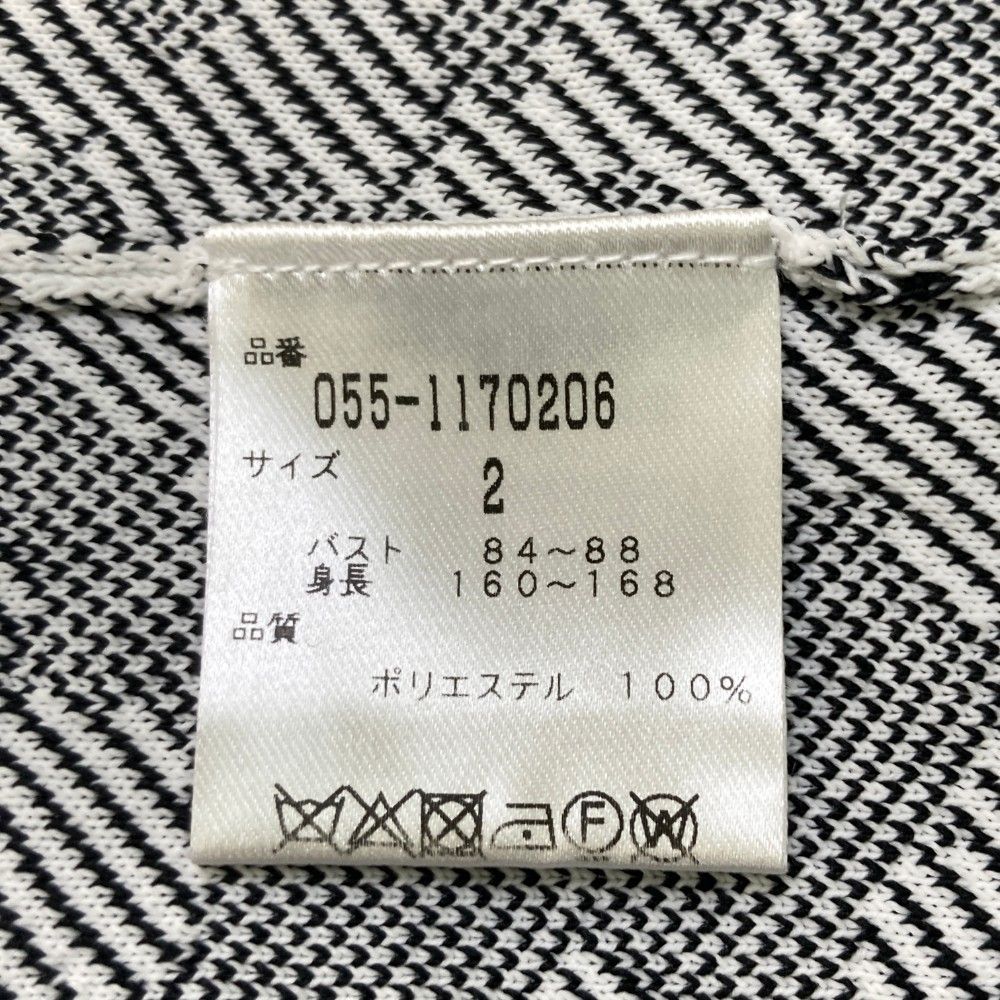 品番
055-1170206
サイズ 2
バスト 84～88
身長 160～168
品質
ポリエステル 100%
F W